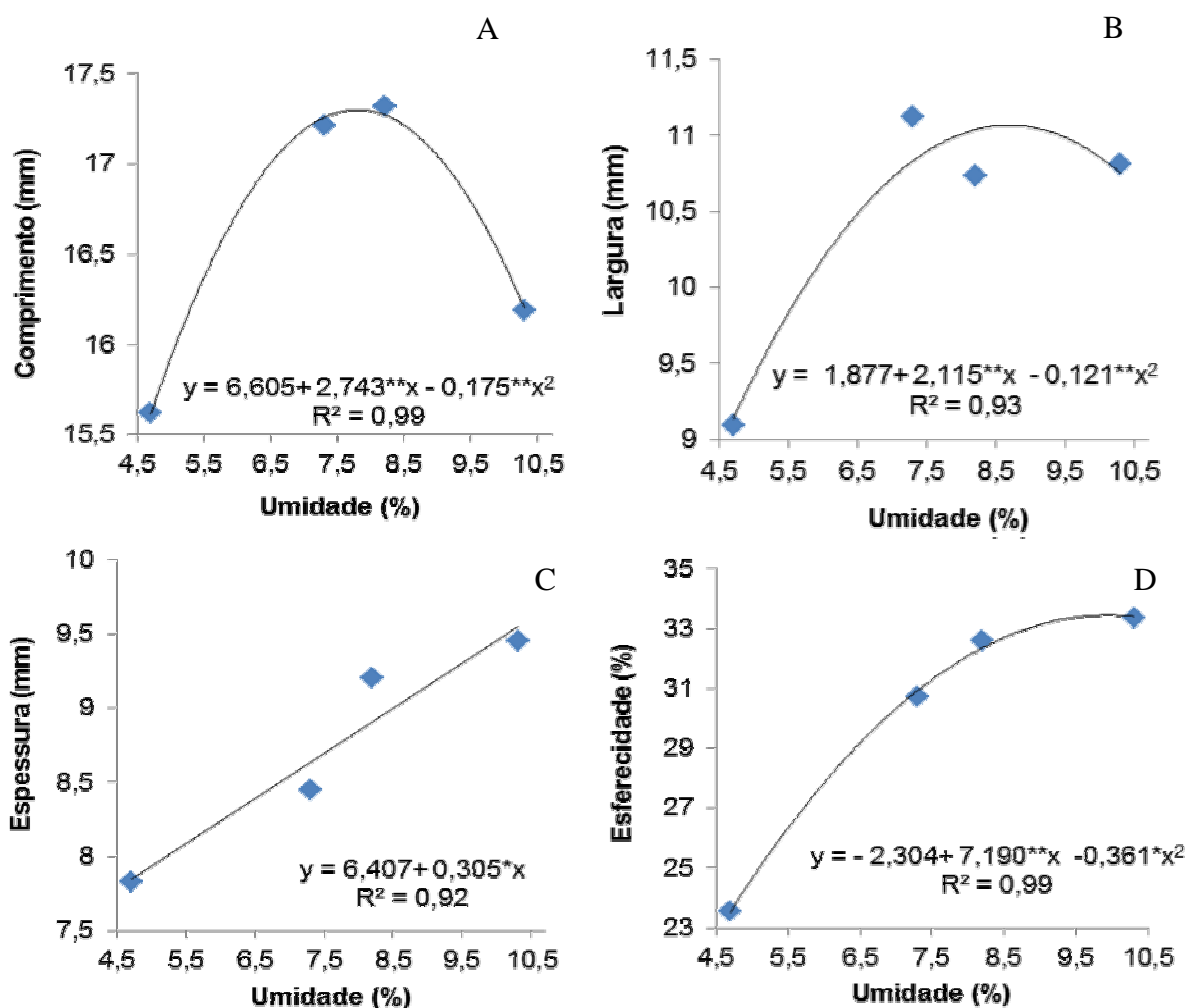 A
17,5
17
16,5
16
15,5
Comprimento (mm)
y = 6,605+ 2,743**x - 0,175**x²
R² = 0,99
4,5 5,5 6,5 7,5 8,5 9,5 10,5
Umidade (%)
B
11,5
11
10,5
10
9,5
9
Largura (mm)
y = 1,877+ 2,115**x - 0,121**x²
R² = 0,93
4,5 5,5 6,5 7,5 8,5 9,5 10,5
Umidade (%)
C
10
9,5
9
8,5
8
7,5
Espessura (mm)
y = 6,407+ 0,305*x
R² = 0,92
4,5 5,5 6,5 7,5 8,5 9,5 10,5
Umidade (%)
D
35
33
31
29
27
25
23
Esferecidade (%)
y = - 2,304+ 7,190**x -0,361*x²
R² = 0,99
4,5 5,5 6,5 7,5 8,5 9,5 10,5
Umidade (%)